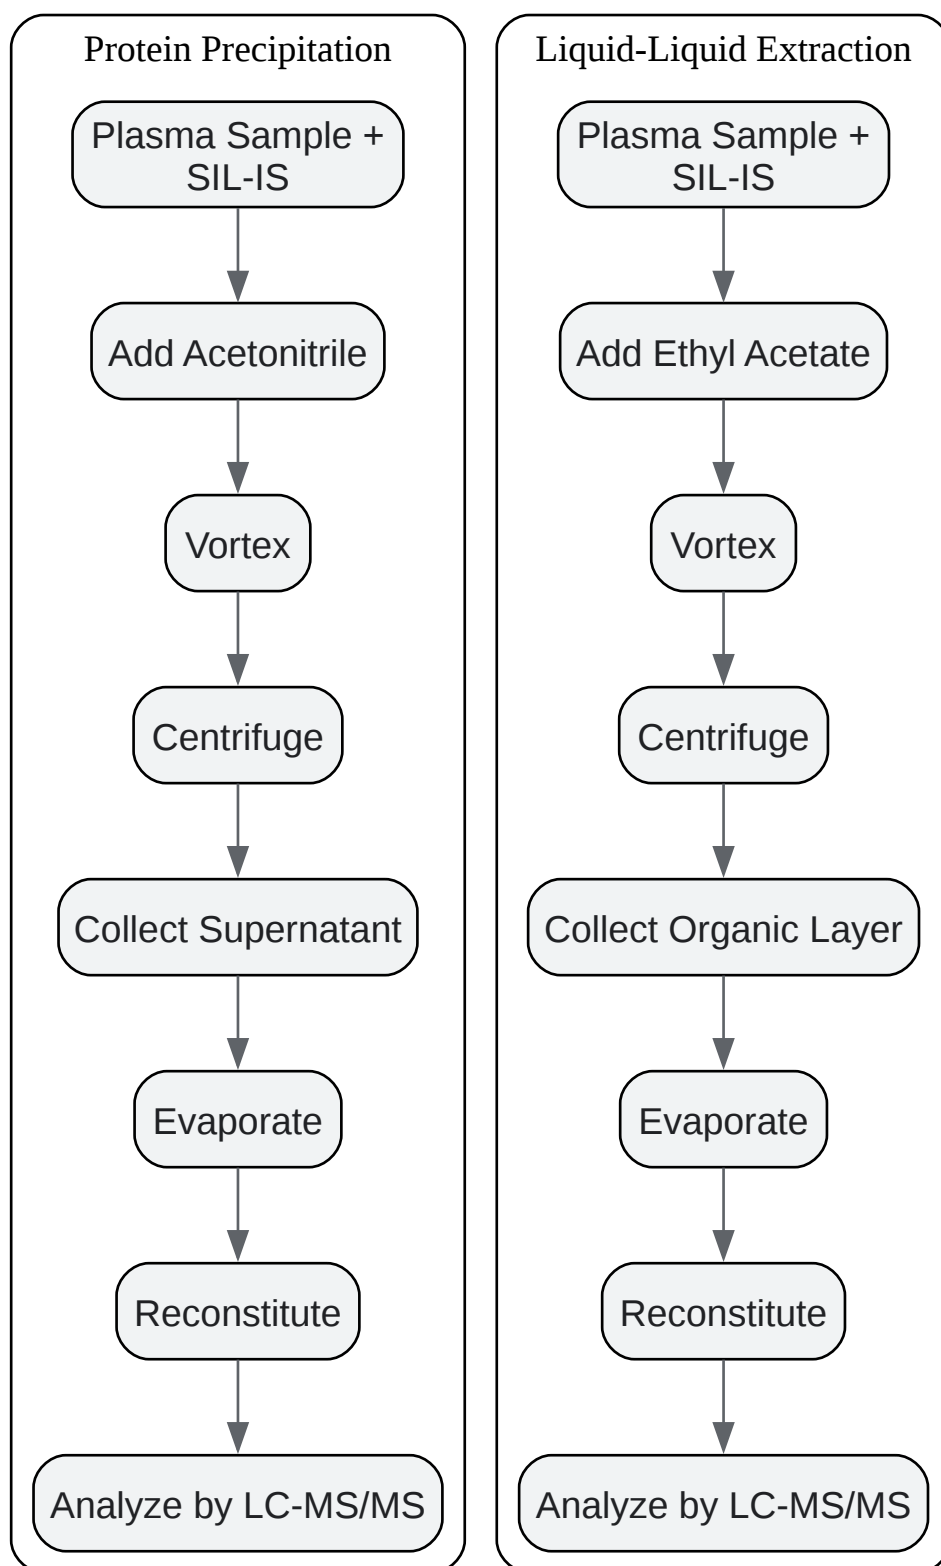 Protein Precipitation
Plasma Sample +
SIL-IS
Add Acetonitrile
Vortex
Centrifuge
Collect Supernatant
Evaporate
Reconstitute
Analyze by LC-MS/MS
Liquid-Liquid Extraction
Plasma Sample +
SIL-IS
Add Ethyl Acetate
Vortex
Centrifuge
Collect Organic Layer
Evaporate
Reconstitute
Analyze by LC-MS/MS